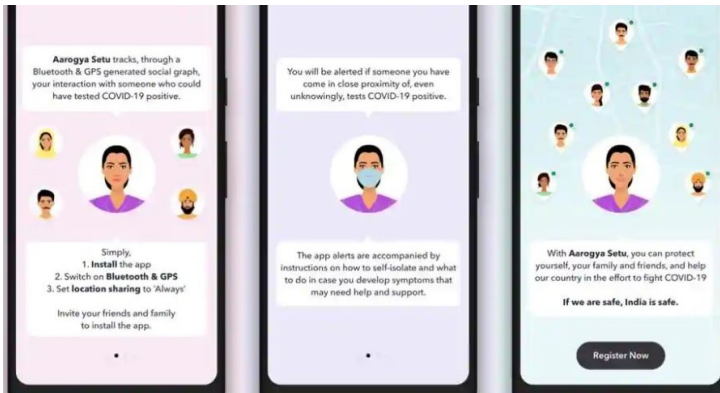 Aarogya Setu tracks, through a
Bluetooth & GPS generated social graph,
your interaction with someone who could
have tested COVID-19 positive.
Simply,
1. Install the app
2. Switch on Bluetooth & GPS
3. Set location sharing to 'Always'
Invite your friends and family
to install the app.
You will be alerted if someone you have
come in close proximity of, even
unknowingly, tests COVID-19 positive.
The app alerts are accompanied by
instructions on how to self-isolate and what
to do in case you develop symptoms that
may need help and support.
With Aarogya Setu, you can protect
yourself, your family and friends, and help
our country in the effort to fight COVID-19
If we are safe, India is safe.
Register Now